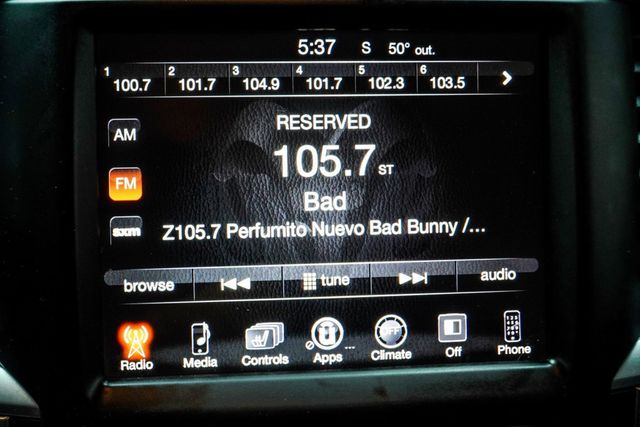 5:37 S 50° out.
1 100.7 2 101.7 3 104.9 4 101.7 5 102.3 6 103.5
RESERVED
AM
105.7 ST
FM
Bad
sxm Z105.7 Perfumito Nuevo Bad Bunny /...
browse tune audio
OFF
Radio Media Controls Apps Climate Off Phone